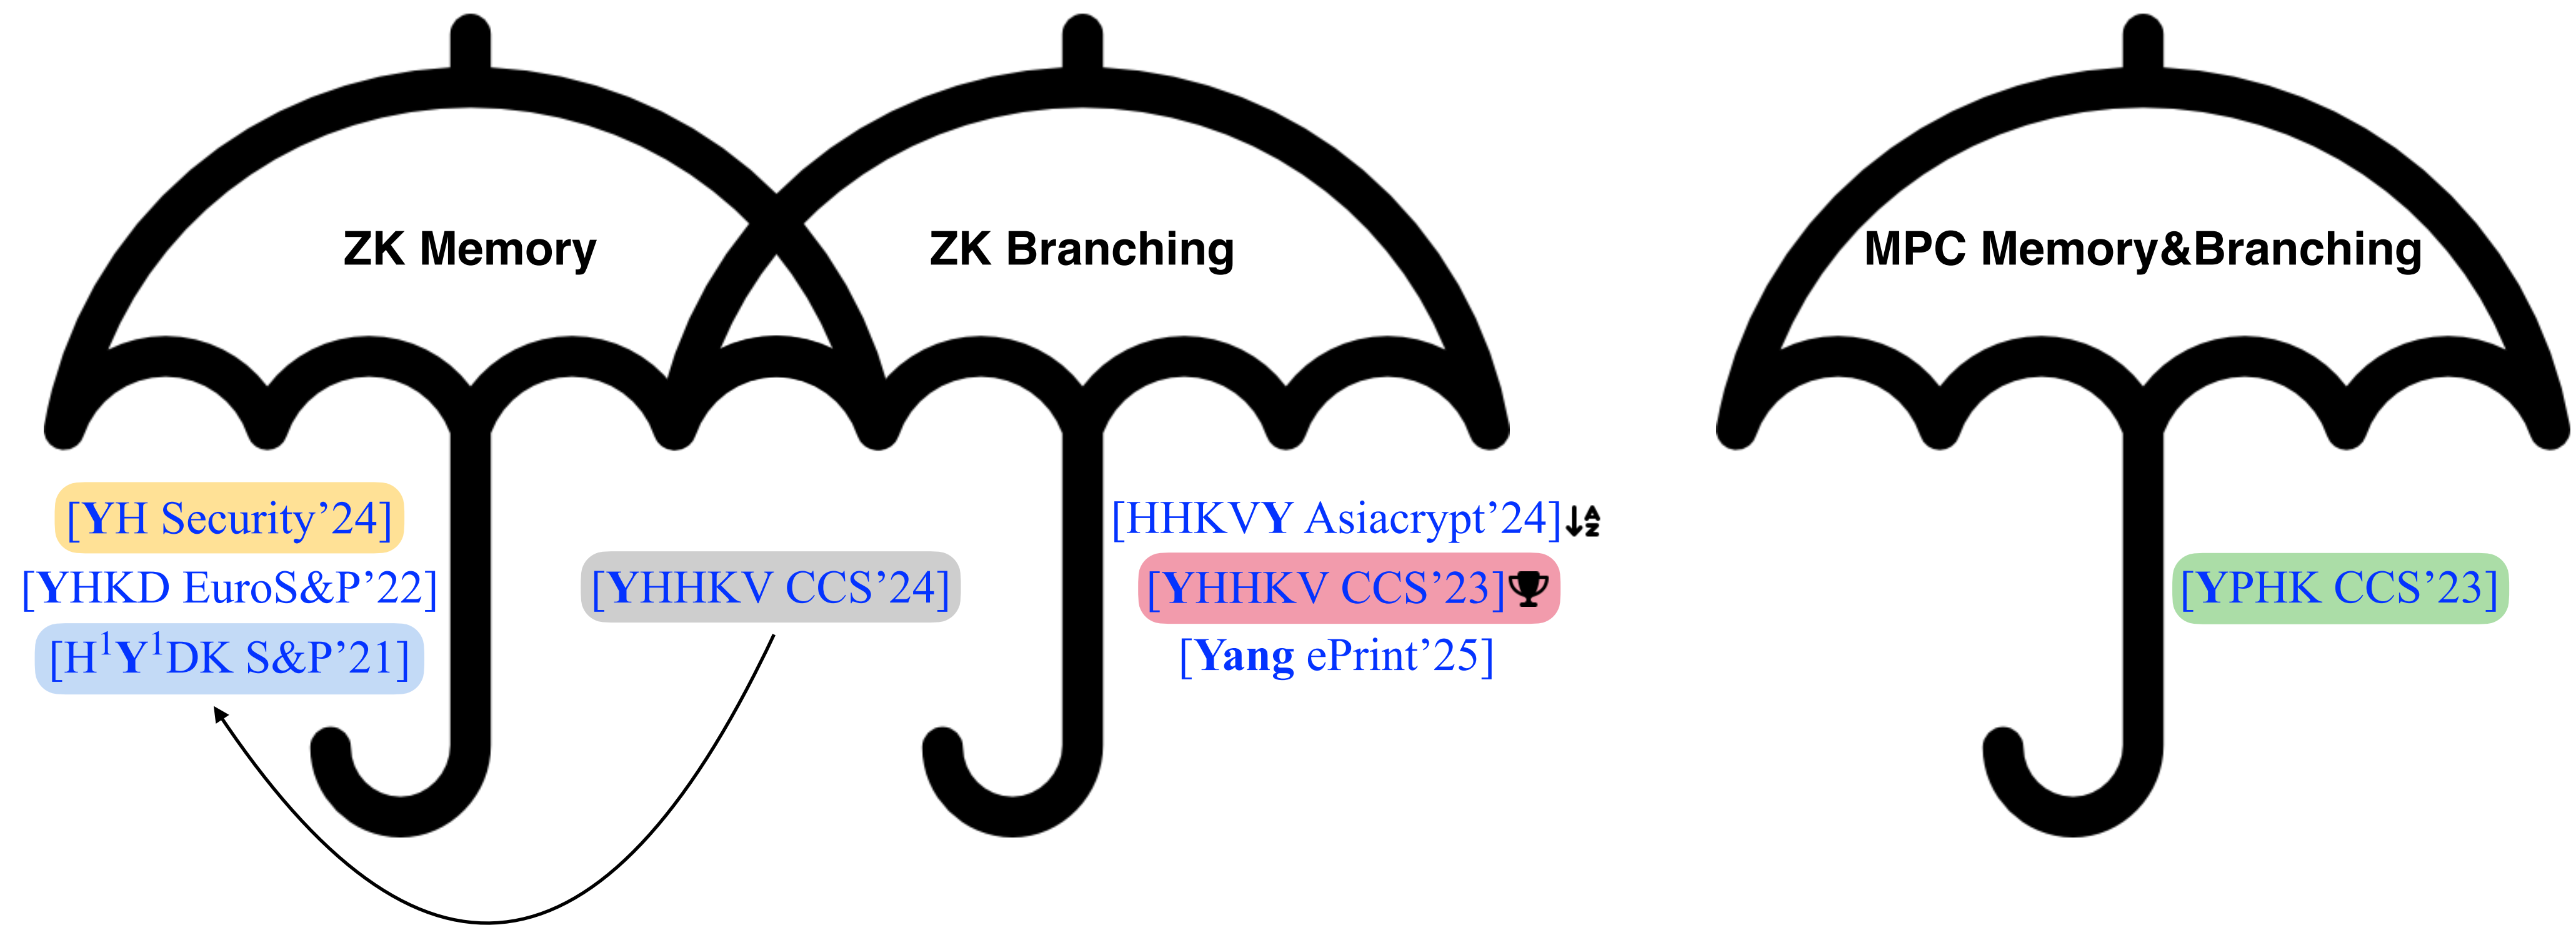 ZK Memory
ZK Branching
MPC Memory&Branching
[YH Security’24]
[YHKD EuroS&P’22]
[H¹Y¹DK S&P’21]
[YHHKV CCS’24]
[HHKVY Asiacrypt’24]
[YHHKV CCS’23]
[Yang ePrint’25]
[YPHK CCS’23]